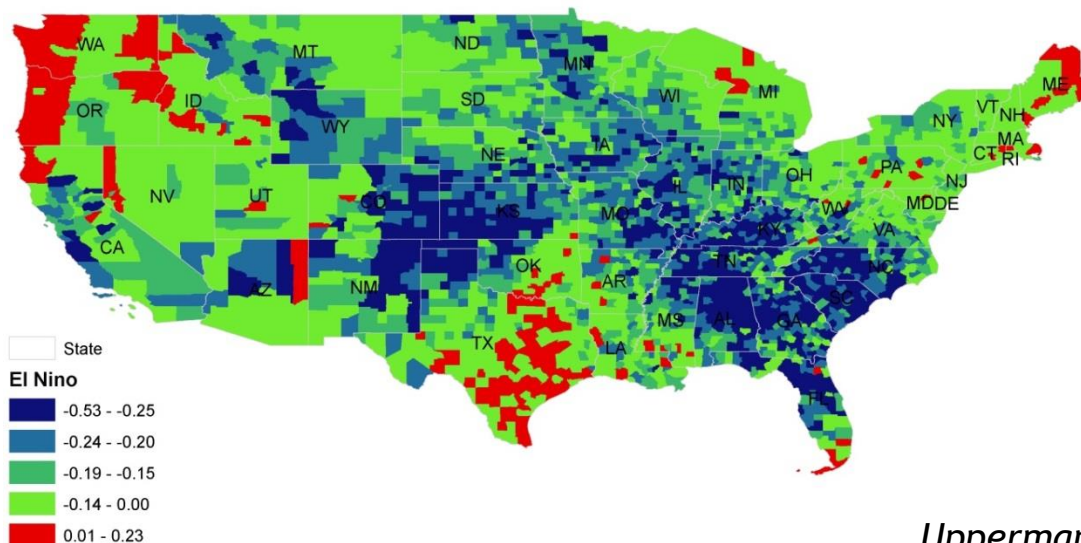 WA
MT
ND
MN
ME
OR
ID
SD
WI
MI
VT
NH
NY
WY
MA
CT
RI
IA
NE
PA
NJ
NV
UT
CO
IL
IN
OH
MD
DE
WV
KS
MO
KY
VA
CA
TN
NC
OK
AZ
NM
AR
SC
MS
AL
GA
TX
LA
FL
State
El Nino
-0.53 - -0.25
-0.24 - -0.20
-0.19 - -0.15
-0.14 - 0.00
0.01 - 0.23